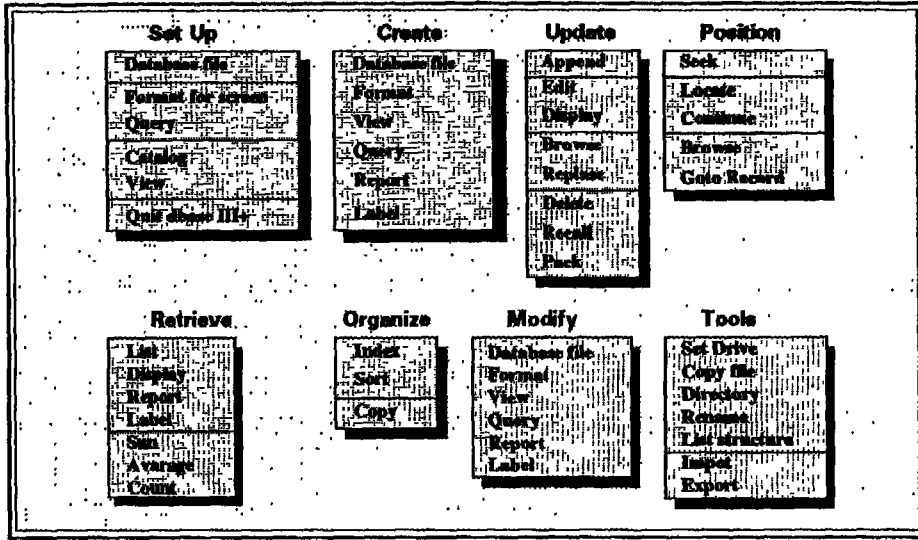 Set Up
Database file
Format for screen
Query
Catalog
View
Quit dbase III+
Create
Database file
Format
View
Query
Report
Label
Update
Append
Edit
Display
Browse
Replace
Delete
Recall
Pack
Position
Seek
Locate
Continue
Browse
Goto Record
Retrieve
List
Display
Report
Label
Sum
Avarage
Count
Organize
Index
Sort
Copy
Modify
Database file
Format
View
Query
Report
Label
Tools
Set Drive
Copy file
Directory
Rename
List structura
Impot
Export